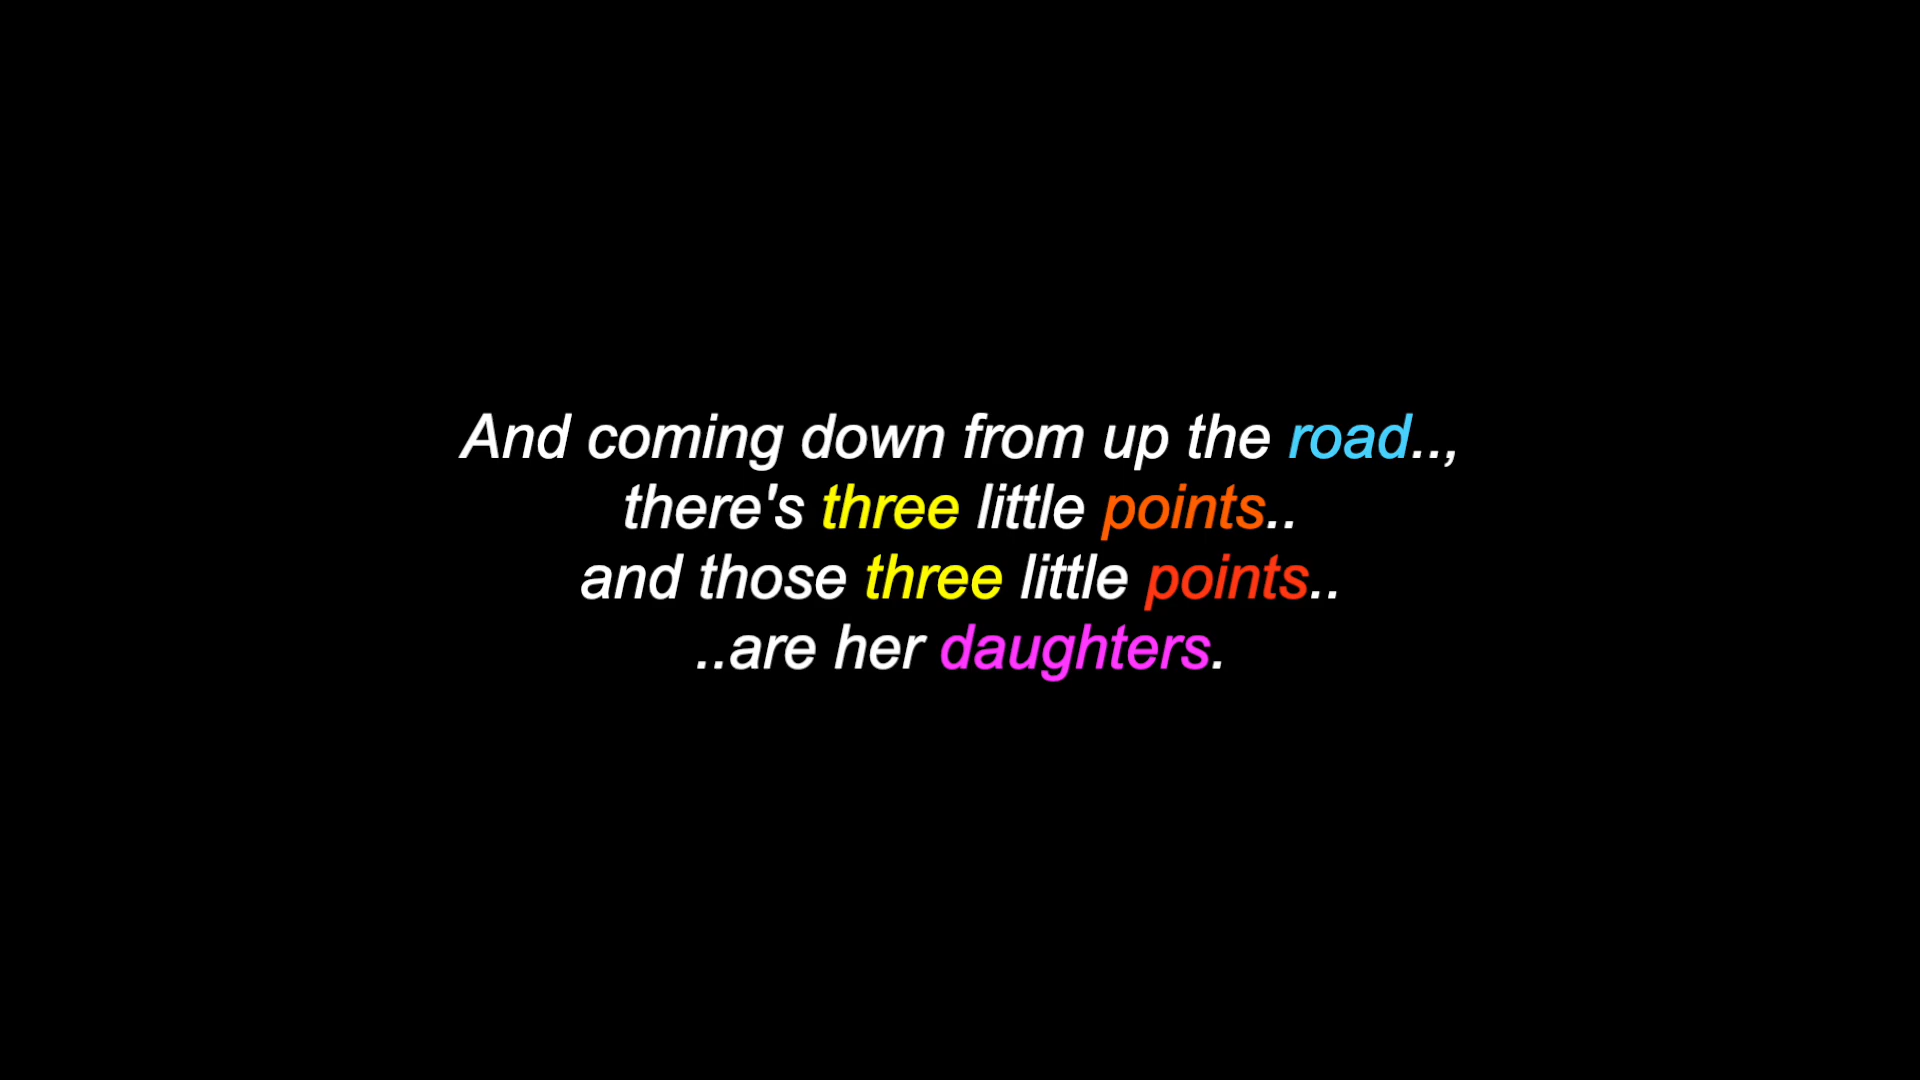 And coming down from up the road..,
there's three little points..
and those three little points..
..are her daughters.